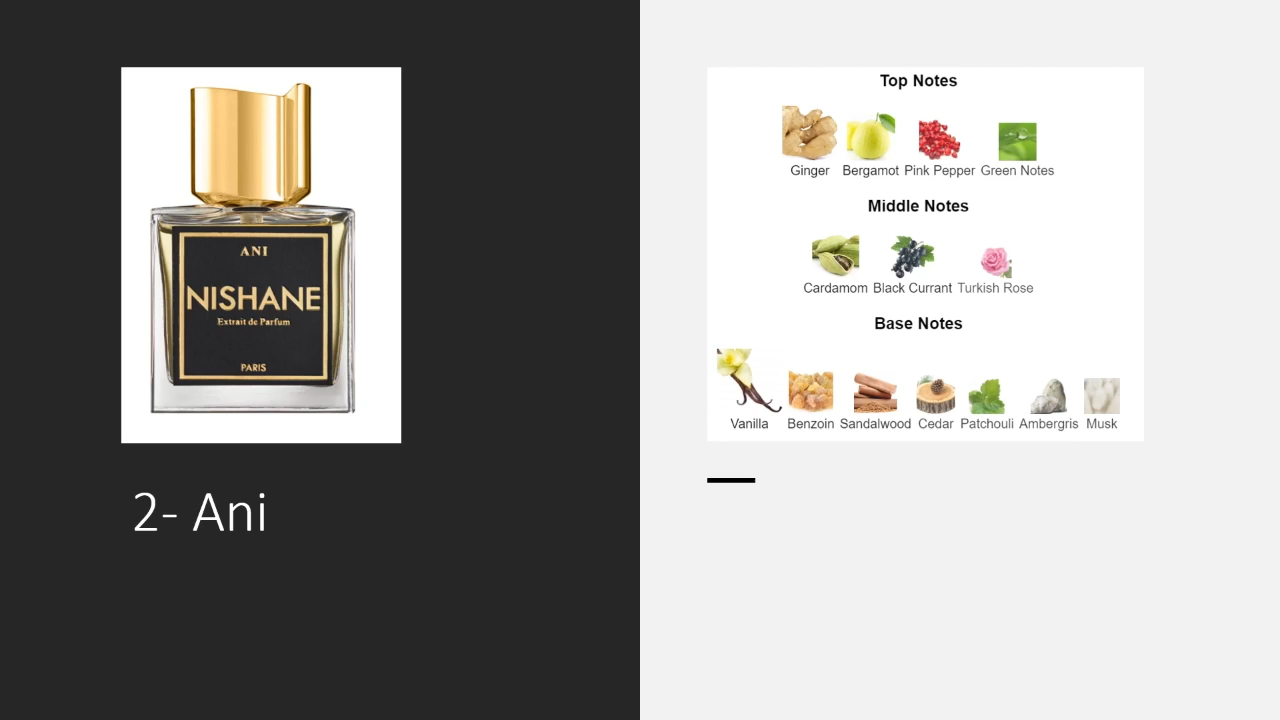 ANI
NISHANE
Extrait de Parfum
PARIS
2- Ani
Top Notes
Ginger Bergamot Pink Pepper Green Notes
Middle Notes
Cardamom Black Currant Turkish Rose
Base Notes
Vanilla Benzoin Sandalwood Cedar Patchouli Ambergris Musk